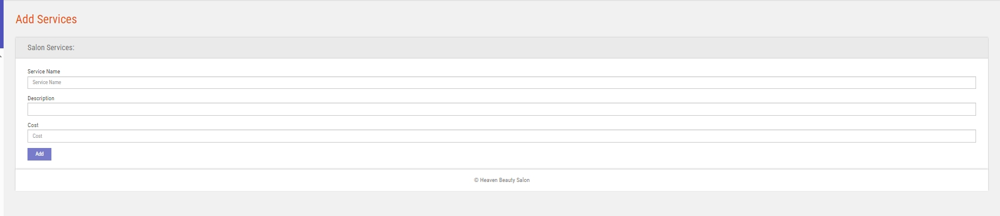 Add Services
Salon Services:
Service Name
Service Name
Description
Cost
Cost
Add
© Heaven Beauty Salon